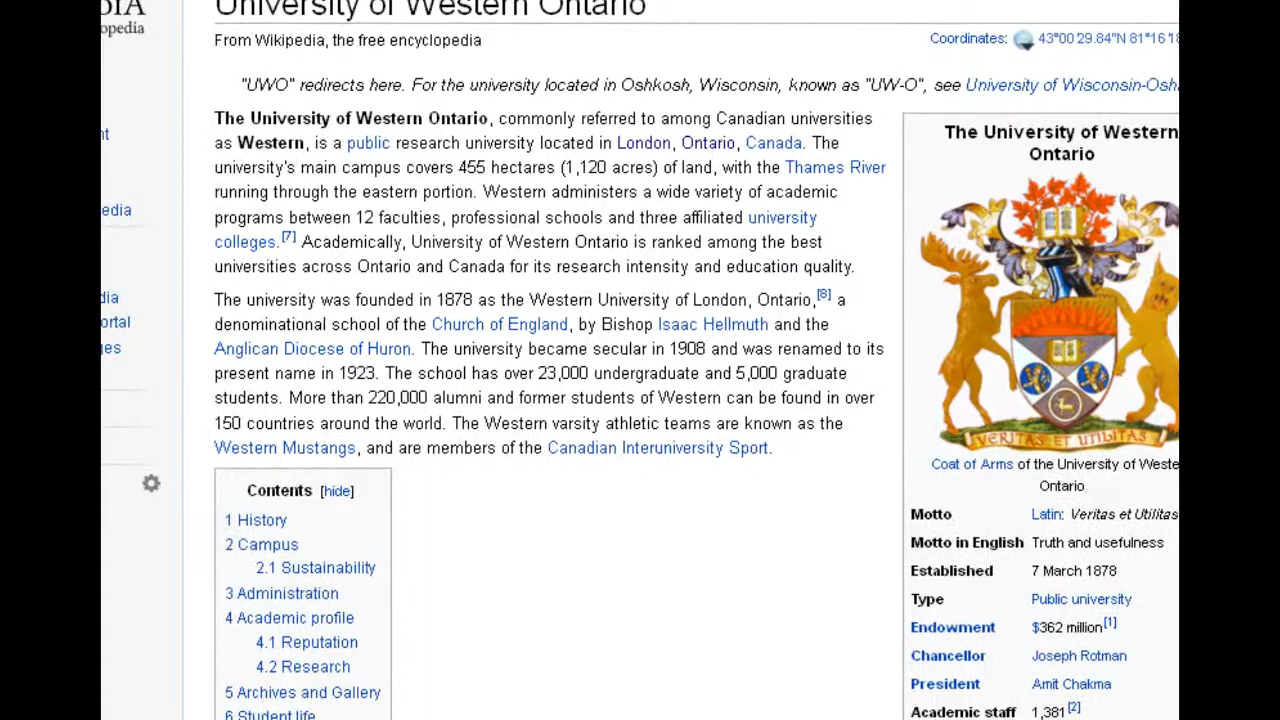 University of Western Ontario
opedia
From Wikipedia, the free encyclopedia
Coordinates: 43°00′29.84″N 81°16′18
"UWO" redirects here. For the university located in Oshkosh, Wisconsin, known as "UW-O", see University of Wisconsin-Osh
The University of Western Ontario, commonly referred to among Canadian universities
as Western, is a public research university located in London, Ontario, Canada. The
university's main campus covers 455 hectares (1,120 acres) of land, with the Thames River
running through the eastern portion. Western administers a wide variety of academic
programs between 12 faculties, professional schools and three affiliated university
colleges.[7] Academically, University of Western Ontario is ranked among the best
universities across Ontario and Canada for its research intensity and education quality.
The university was founded in 1878 as the Western University of London, Ontario,[8] a
denominational school of the Church of England, by Bishop Isaac Hellmuth and the
Anglican Diocese of Huron. The university became secular in 1908 and was renamed to its
present name in 1923. The school has over 23,000 undergraduate and 5,000 graduate
students. More than 220,000 alumni and former students of Western can be found in over
150 countries around the world. The Western varsity athletic teams are known as the
Western Mustangs, and are members of the Canadian Interuniversity Sport.
nt
edia
dia
ortal
ges
Contents [hide]
1 History
2 Campus
2.1 Sustainability
3 Administration
4 Academic profile
4.1 Reputation
4.2 Research
5 Archives and Gallery
6 Student life
The University of Western
Ontario
VERITAS ET UTILITAS
Coat of Arms of the University of Weste
Ontario
Motto Latin: Veritas et Utilitas
Motto in English Truth and usefulness
Established 7 March 1878
Type Public university
Endowment $362 million[1]
Chancellor Joseph Rotman
President Amit Chakma
Academic staff 1,381[2]